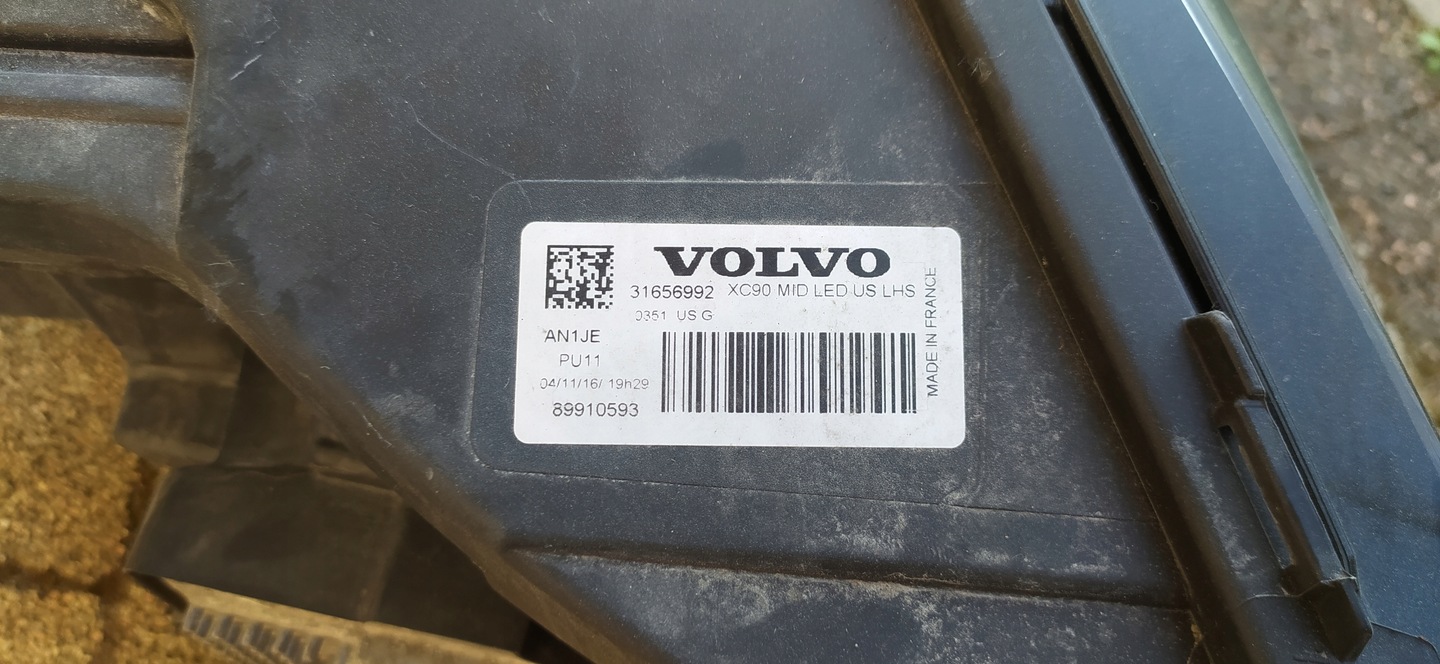 VOLVO
31656992 XC90 MID LED US LHS
0351 US G
AN1JE
PU11
04/11/16/ 19h29
89910593
MADE IN FRANCE